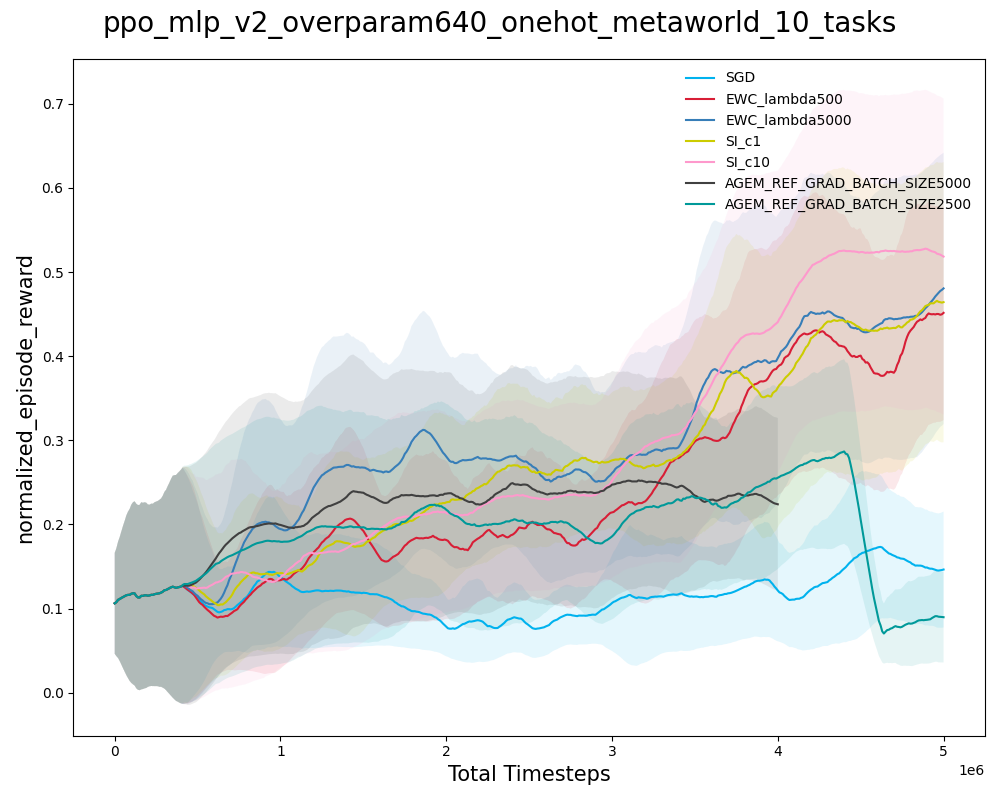 ppo_mlp_v2_overparam640_onehot_metaworld_10_tasks
SGD
EWC_lambda500
EWC_lambda5000
SI_c1
SI_c10
AGEM_REF_GRAD_BATCH_SIZE5000
AGEM_REF_GRAD_BATCH_SIZE2500
normalized_episode_reward
0.7
0.6
0.5
0.4
0.3
0.2
0.1
0.0
0
1
2
3
4
5
1e6
Total Timesteps